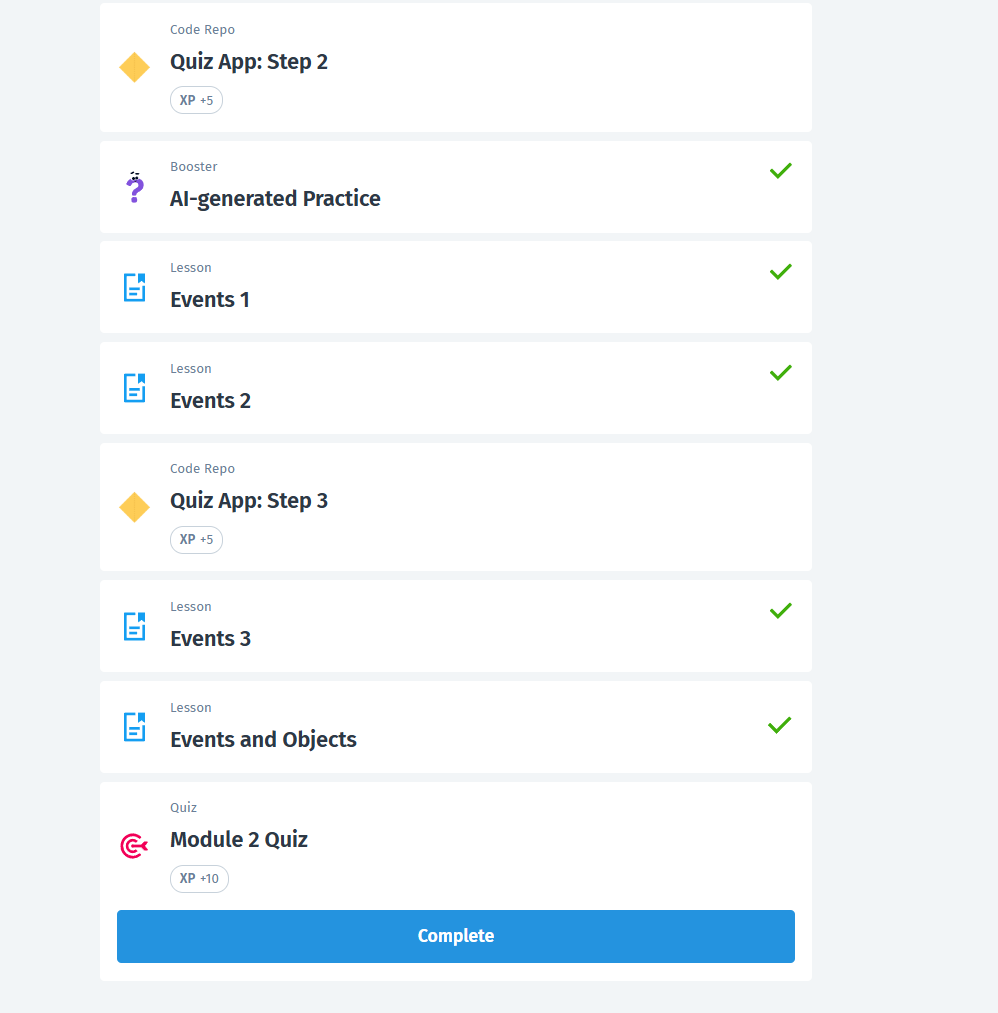 Code Repo
Quiz App: Step 2
XP +5
Booster
AI-generated Practice
Lesson
Events 1
Lesson
Events 2
Code Repo
Quiz App: Step 3
XP +5
Lesson
Events 3
Lesson
Events and Objects
Quiz
Module 2 Quiz
XP +10
Complete